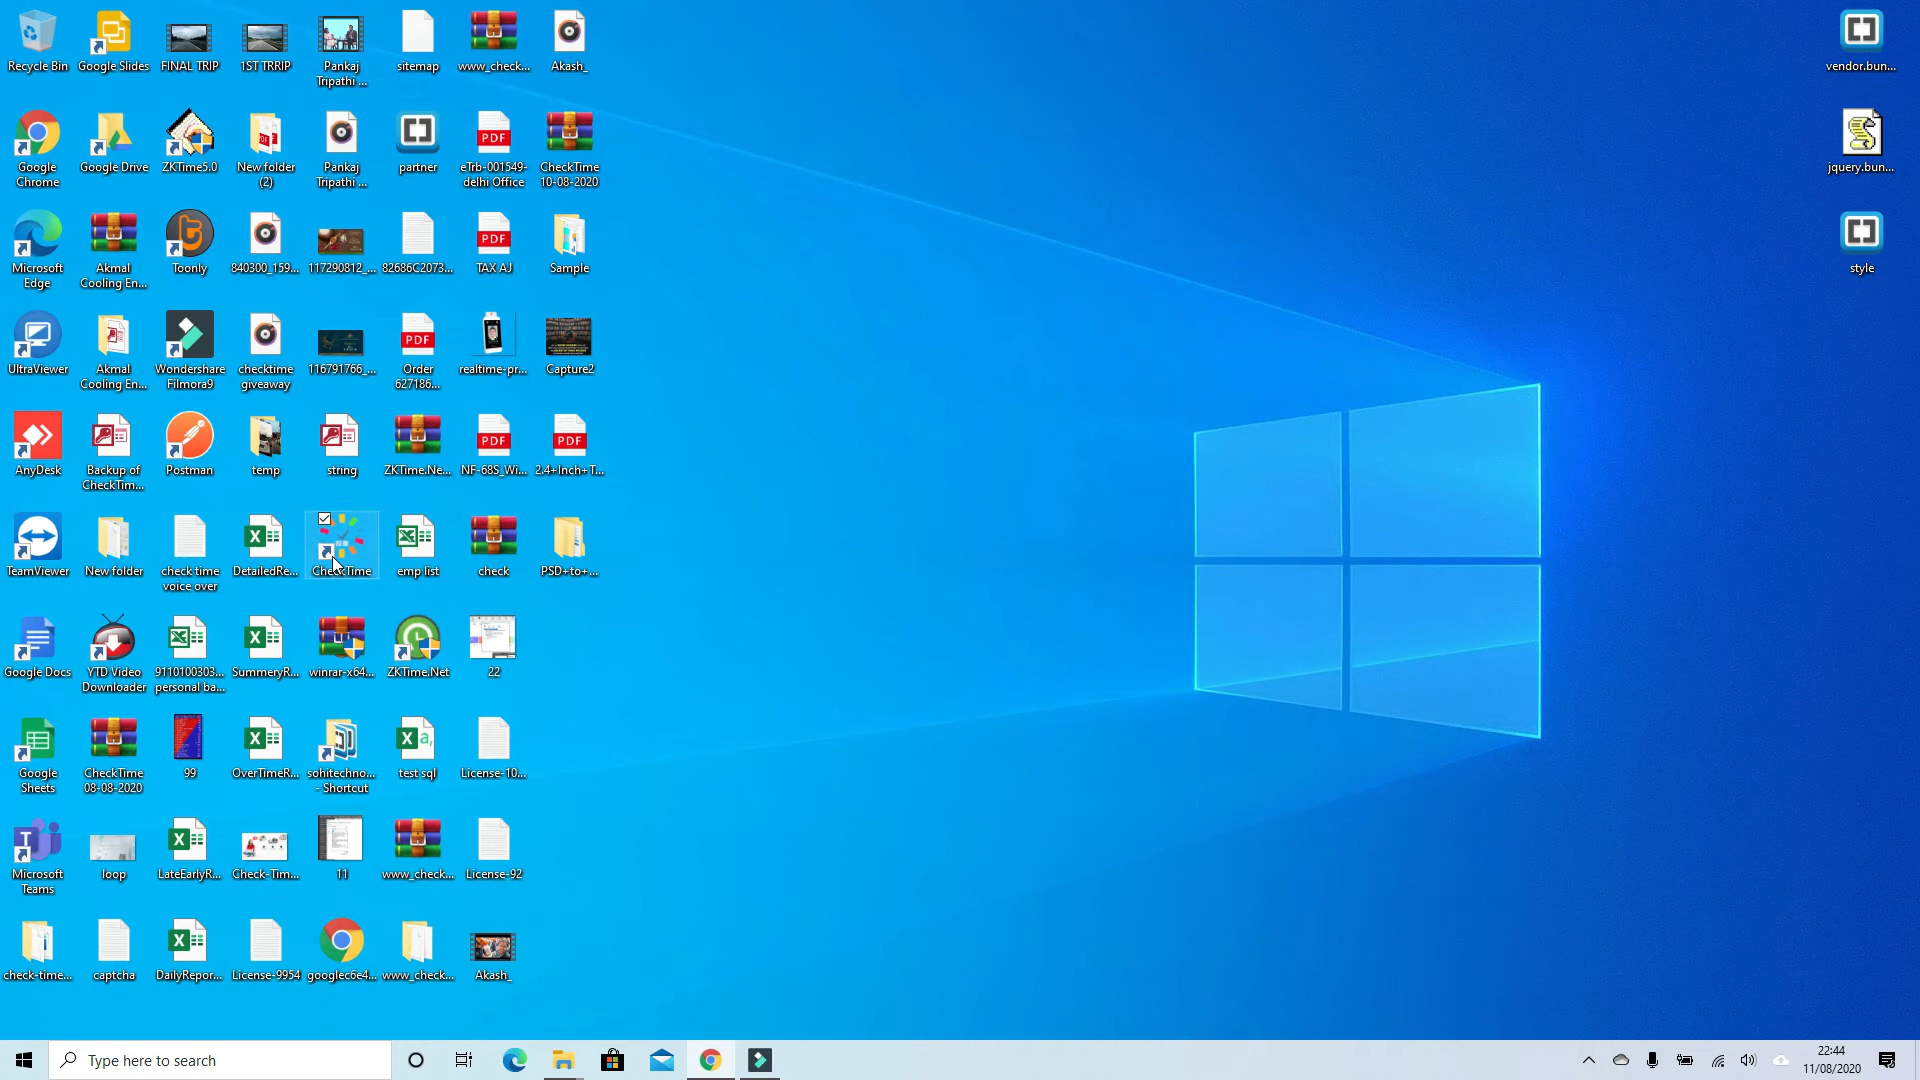 Recycle Bin
Google Slides
FINAL TRIP
1ST TRRIP
Pankaj
Tripathi ...
sitemap
www_check...
Akash_
vendor.bun...
Google
Chrome
Google Drive
ZKTime5.0
New folder
(2)
Pankaj
Tripathi ...
partner
PDF
eTrb-001549-
delhi Office
CheckTime
10-08-2020
jquery.bun...
Microsoft
Edge
Akmal
Cooling En...
Toonly
840300_159...
117290812_...
82686C2073...
PDF
TAX AJ
Sample
style
UltraViewer
Akmal
Cooling En...
Wondershare
Filmora9
checktime
giveaway
116791766_...
PDF
Order
627186...
realtime-pr...
Capture2
AnyDesk
Backup of
CheckTim...
Postman
temp
string
ZKTime.Ne...
PDF
NF-68S_Wi...
PDF
2.4+Inch+T...
TeamViewer
New folder
check time
voice over
DetailedRe...
CheckTime
emp list
check
PSD+to+...
Google Docs
YTD Video
Downloader
9110100303...
personal ba...
SummeryR...
winrar-x64...
ZKTime.Net
22
Google
Sheets
CheckTime
08-08-2020
99
OverTimeR...
sohitechno...
- Shortcut
test sql
License-10...
Microsoft
Teams
loop
LateEarlyR...
Check-Tim...
11
www_check...
License-92
check-time...
captcha
DailyRepor...
License-9954
googlec6e4...
www_check...
Akash_
Type here to search
22:44
11/08/2020